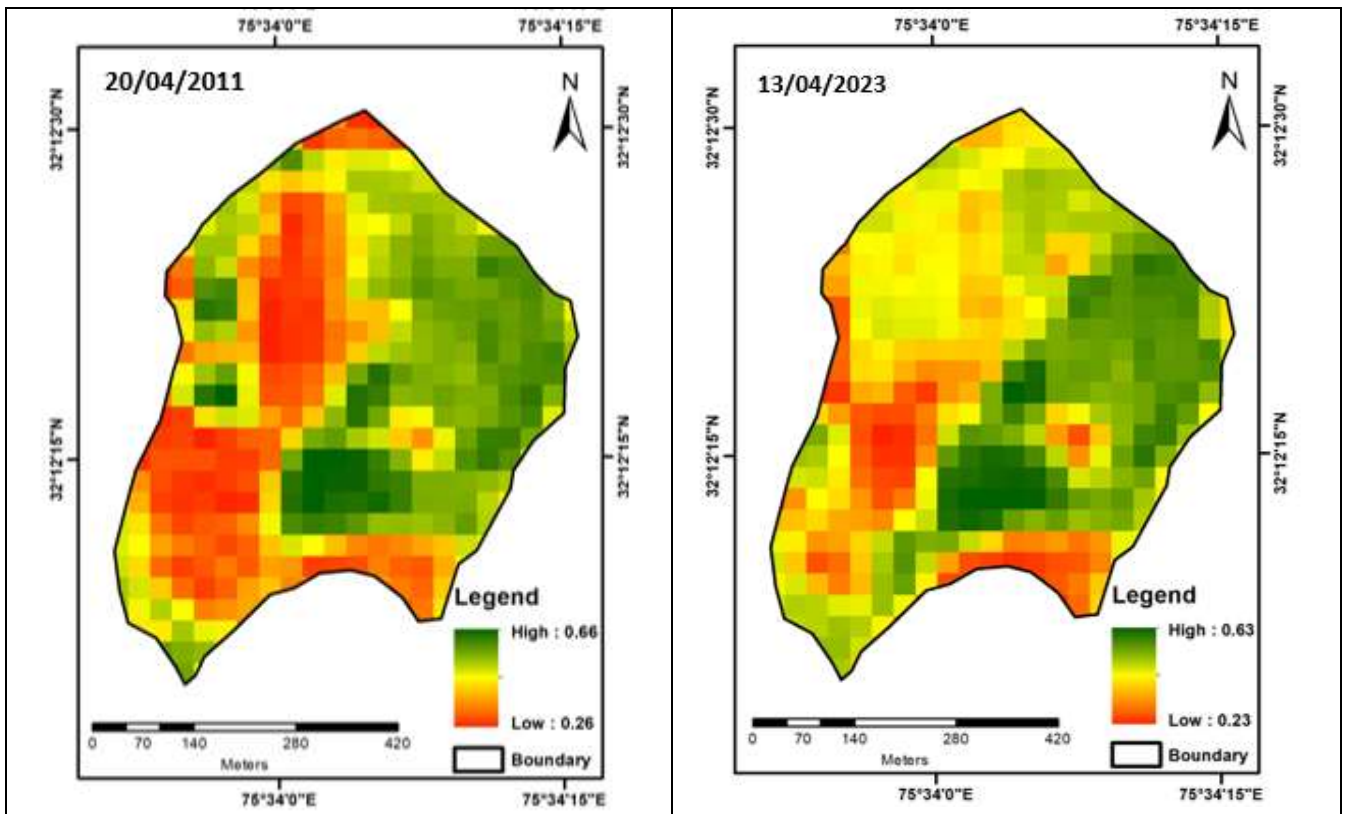 75°34'0"E 75°34'15"E
20/04/2011
N
32°12'30"N
32°12'30"N
32°12'15"N
32°12'15"N
Legend
High : 0.66
Low : 0.26
Boundary
0 70 140 280 420
Meters
75°34'0"E 75°34'15"E
75°34'0"E 75°34'15"E
13/04/2023
N
32°12'30"N
32°12'30"N
32°12'15"N
32°12'15"N
Legend
High : 0.63
Low : 0.23
Boundary
0 70 140 280 420
Meters
75°34'0"E 75°34'15"E